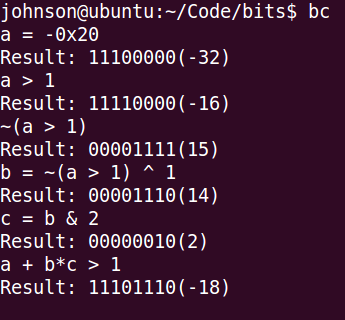 johnson@ubuntu:~/Code/bits$ bc
a = -0x20
Result: 11100000(-32)
a > 1
Result: 11110000(-16)
~(a > 1)
Result: 00001111(15)
b = ~(a > 1) ^ 1
Result: 00001110(14)
c = b & 2
Result: 00000010(2)
a + b*c > 1
Result: 11101110(-18)